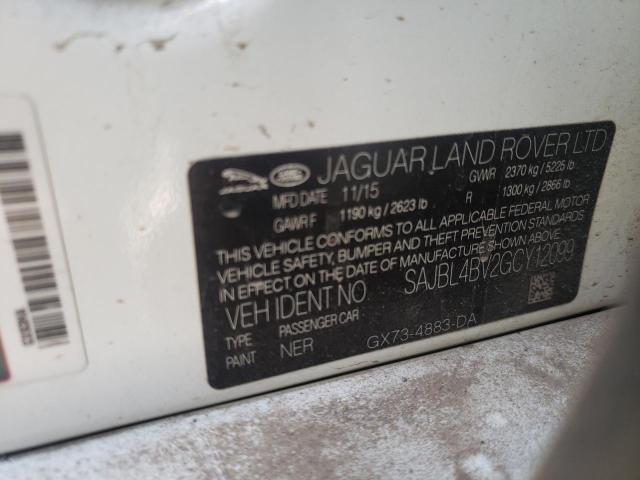 JAGUAR LAND ROVER LTD
MFD DATE 11/15 GVWR 2370 kg / 5225 lb
GAWR F 1190 kg / 2623 lb R 1300 kg / 2866 lb
THIS VEHICLE CONFORMS TO ALL APPLICABLE FEDERAL MOTOR
VEHICLE SAFETY, BUMPER AND THEFT PREVENTION STANDARDS
IN EFFECT ON THE DATE OF MANUFACTURE SHOWN ABOVE.
VEH IDENT NO SAJBL4BV2GCY12099
TYPE PASSENGER CAR
PAINT NER GX73-4883-DA